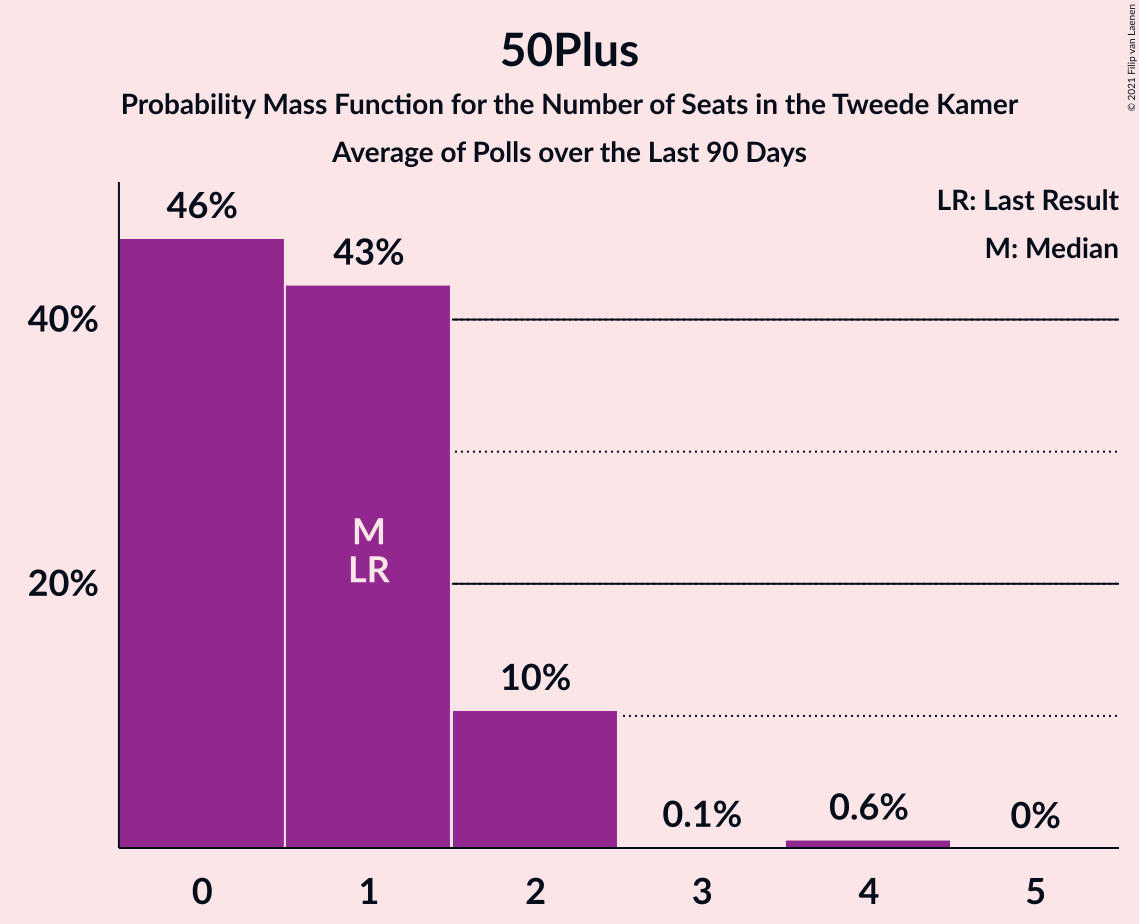 50Plus
Probability Mass Function for the Number of Seats in the Tweede Kamer
Average of Polls over the Last 90 Days
© 2021 Filip van Laenen
LR: Last Result
M: Median
46%
43%
40%
M
LR
20%
10%
0.1%
0.6%
0%
0 1 2 3 4 5